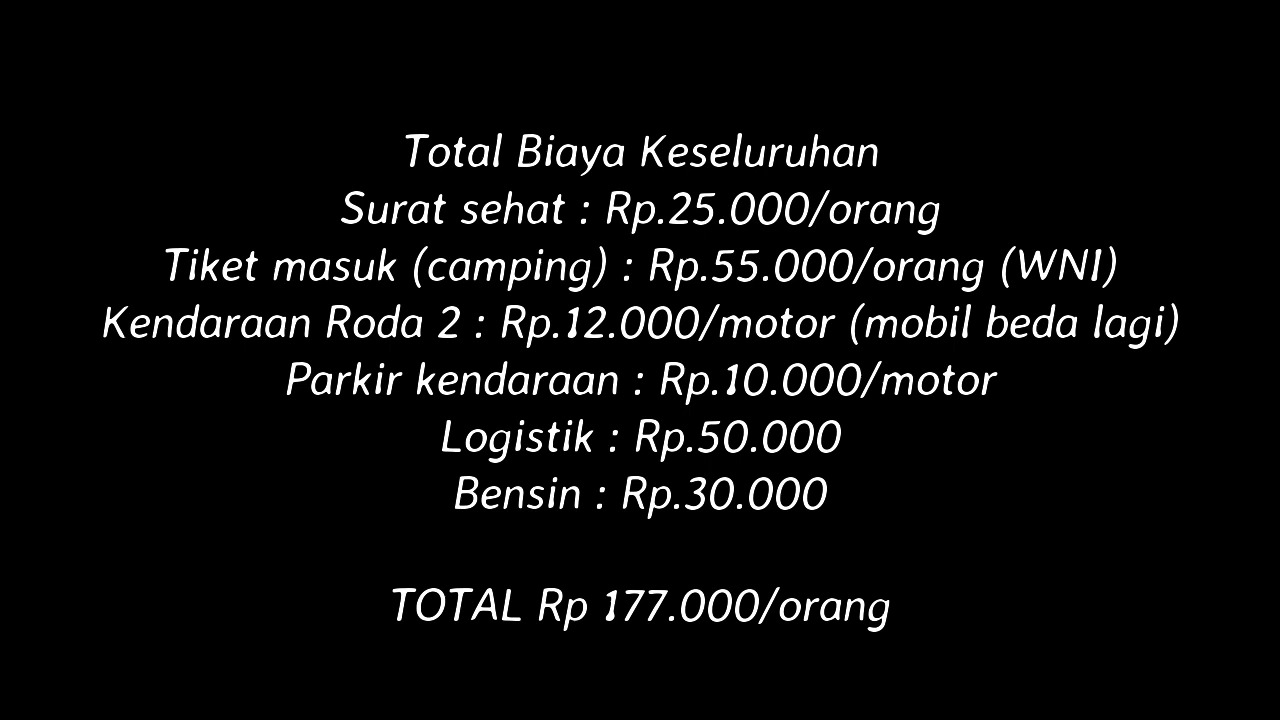 Total Biaya Keseluruhan
Surat sehat : Rp.25.000/orang
Tiket masuk (camping) : Rp.55.000/orang (WNI)
Kendaraan Roda 2 : Rp.12.000/motor (mobil beda lagi)
Parkir kendaraan : Rp.10.000/motor
Logistik : Rp.50.000
Bensin : Rp.30.000
TOTAL Rp 177.000/orang